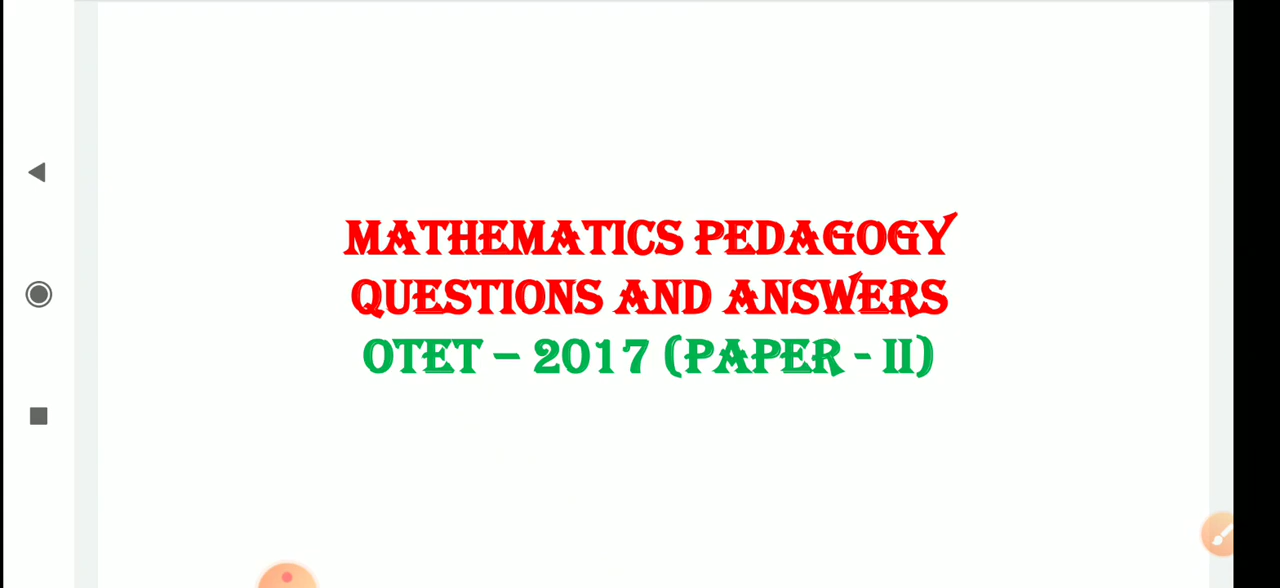 MATHEMATICS PEDAGOGY
QUESTIONS AND ANSWERS
OTET – 2017 (PAPER - II)